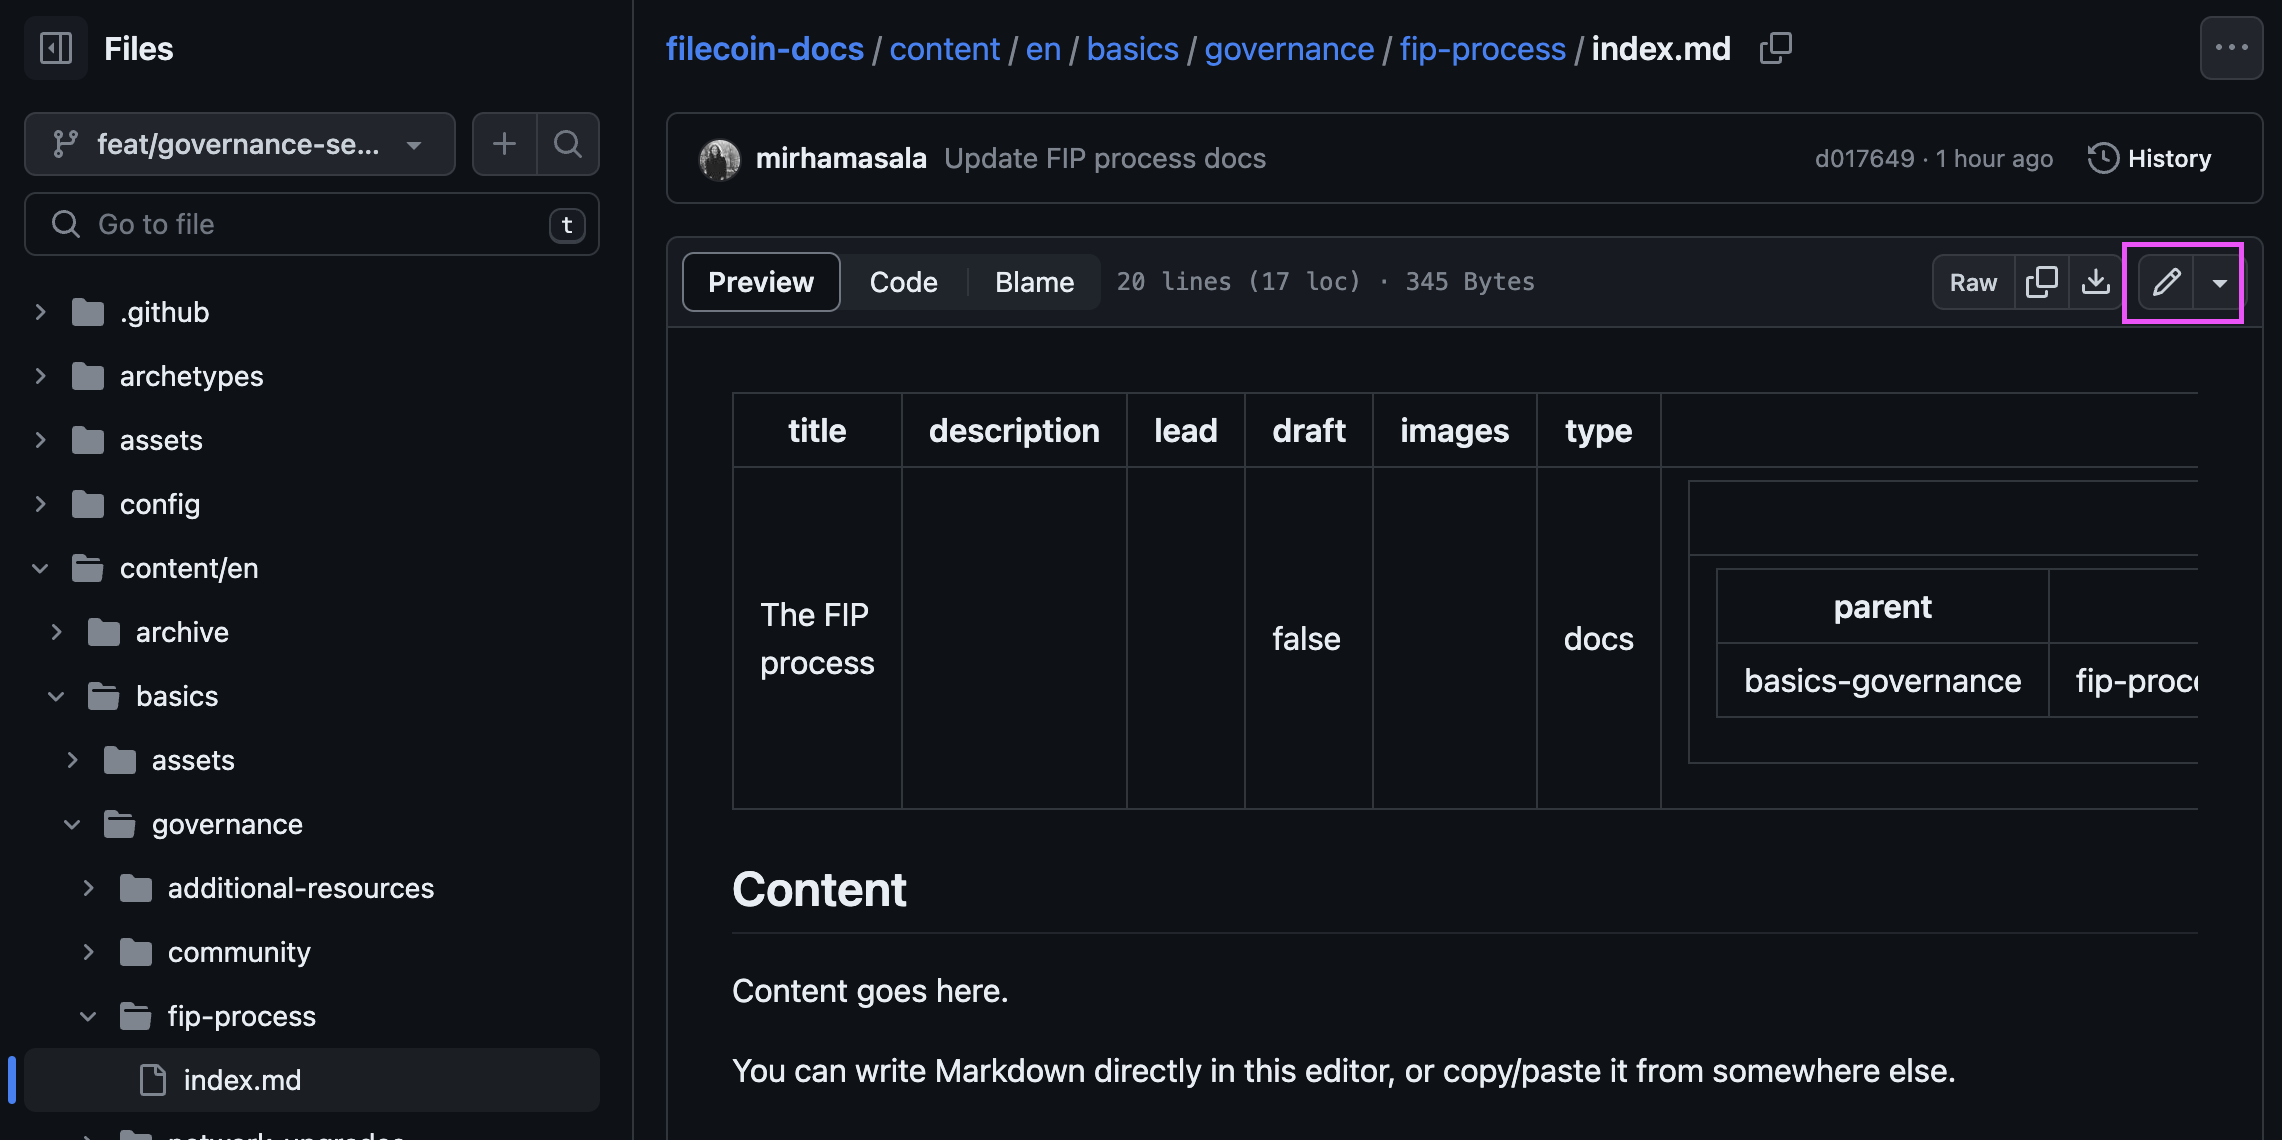 Files
feat/governance-se...
Go to file
t
.github
archetypes
assets
config
content/en
archive
basics
assets
governance
additional-resources
community
fip-process
index.md
filecoin-docs / content / en / basics / governance / fip-process / index.md
mirhamasala Update FIP process docs
d017649 · 1 hour ago
History
Preview
Code
Blame
20 lines (17 loc) · 345 Bytes
Raw
title description lead draft images type
The FIP
process
false
docs
parent
basics-governance
Content
Content goes here.
You can write Markdown directly in this editor, or copy/paste it from somewhere else.